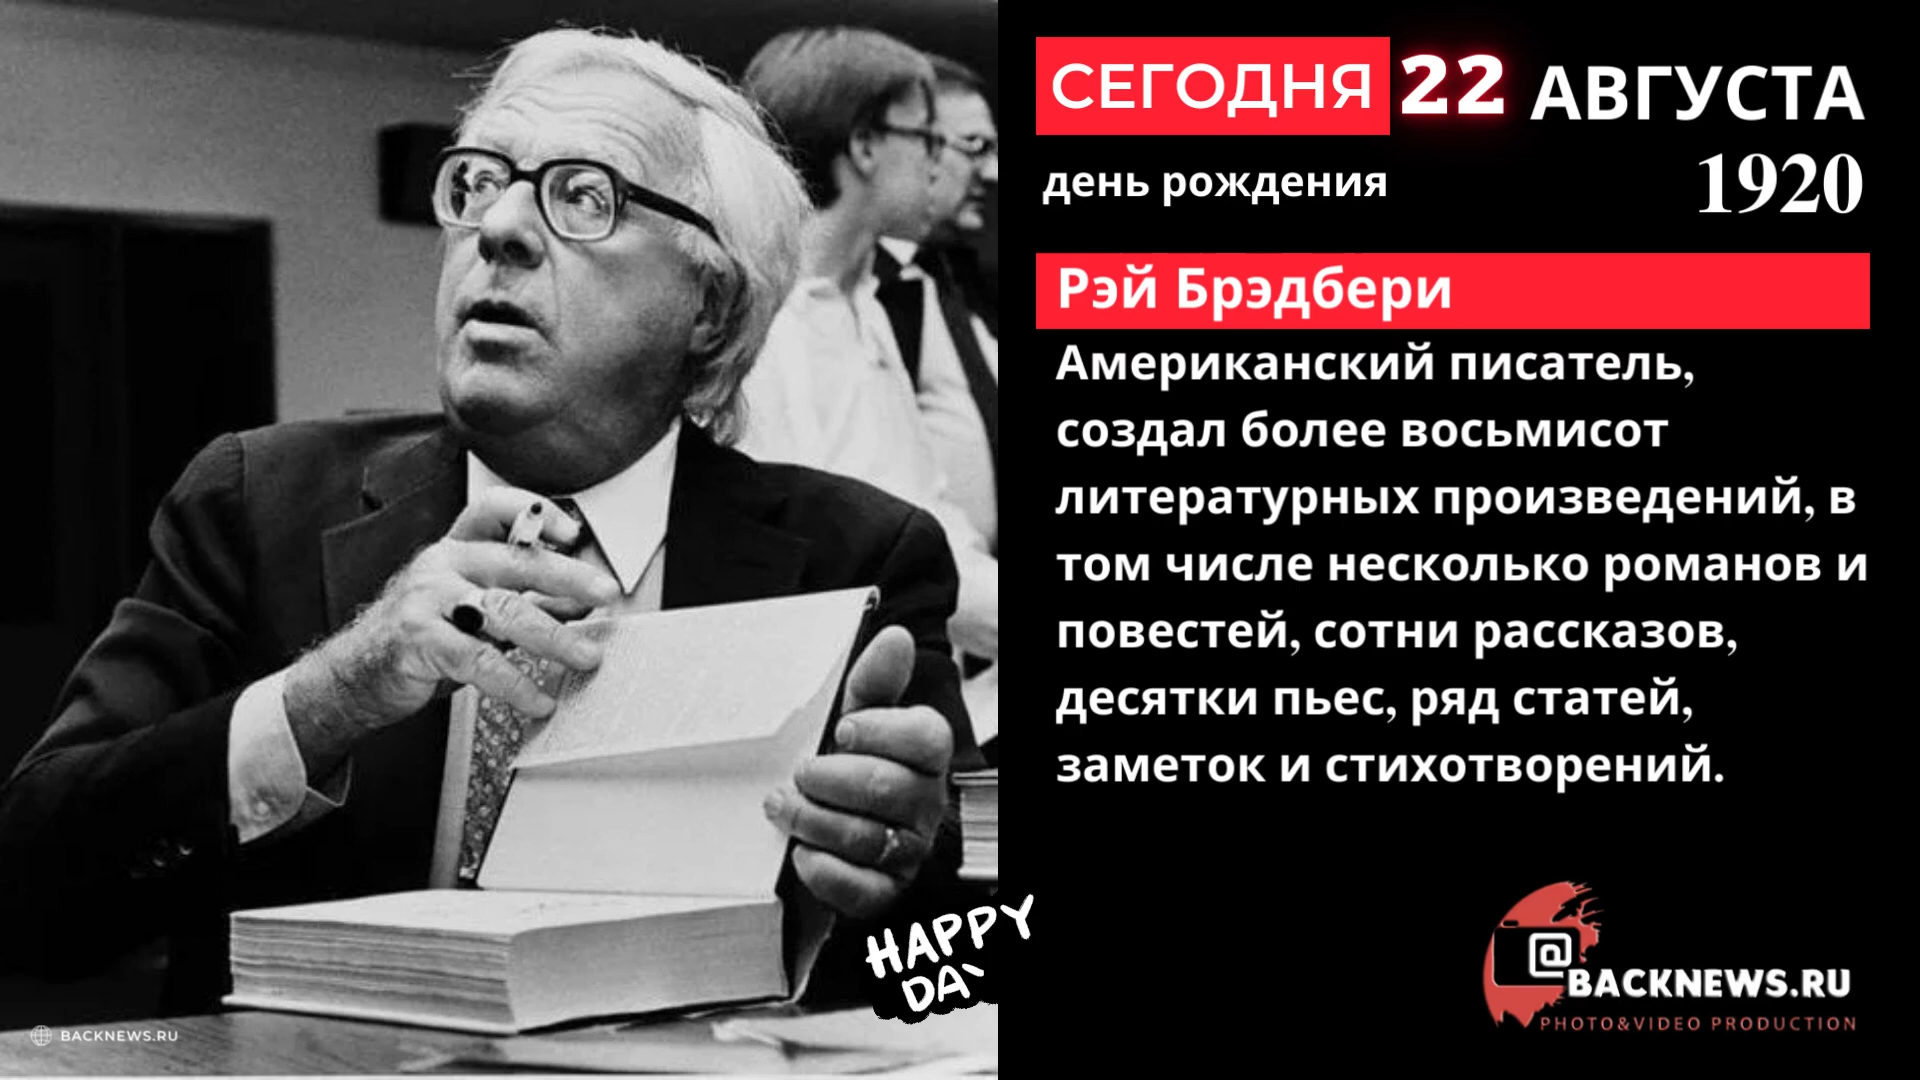 СЕГОДНЯ 22 АВГУСТА
день рождения 1920
Рэй Брэдбери
Американский писатель,
создал более восьмисот
литературных произведений, в
том числе несколько романов и
повестей, сотни рассказов,
десятки пьес, ряд статей,
заметок и стихотворений.
HAPPY
DAY
@BACKNEWS.RU
PHOTO&VIDEO PRODUCTION
BACKNEWS.RU